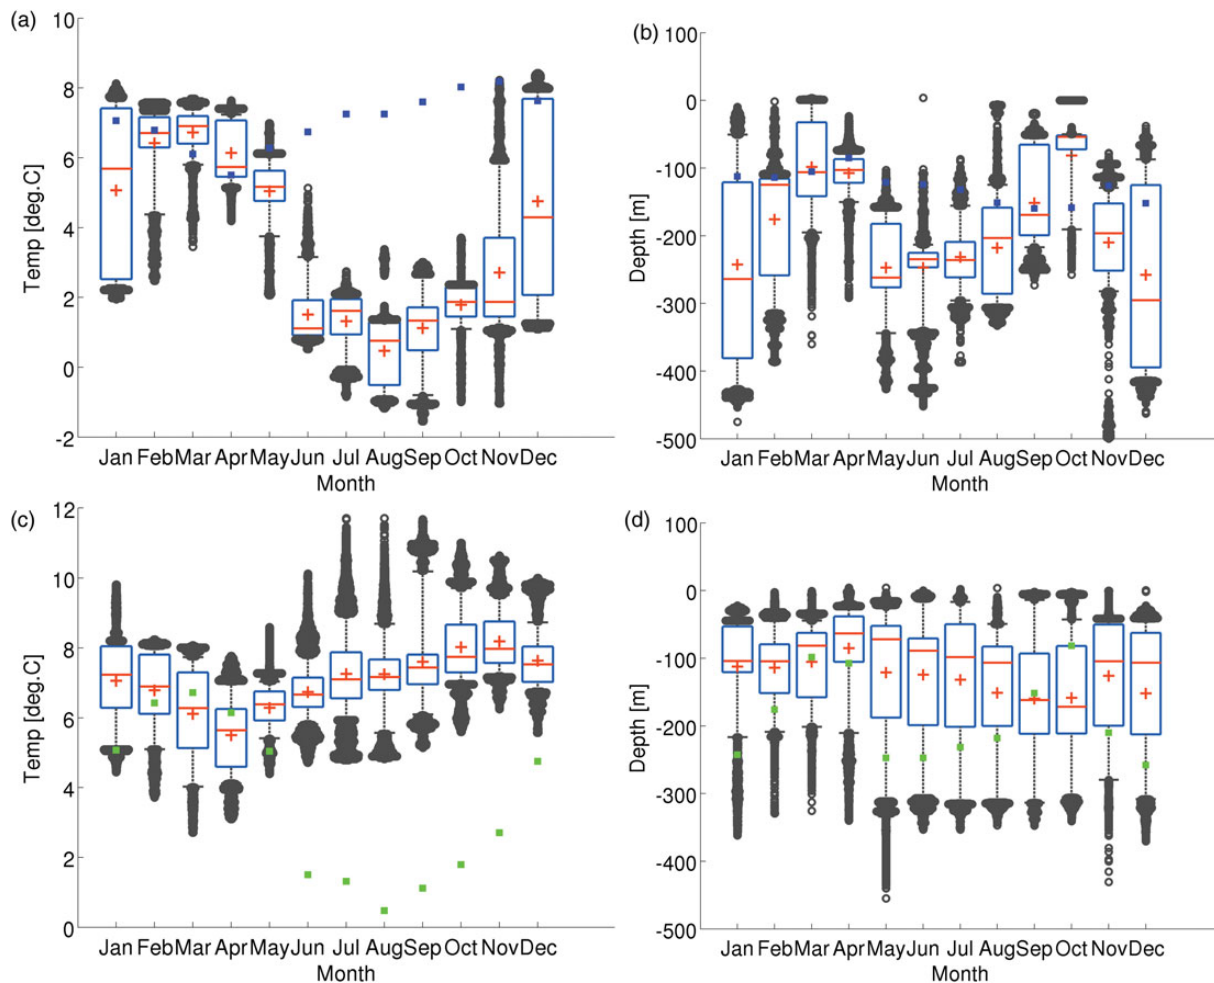 (a)
Temp [deg.C]
10
8
6
4
2
0
-2
Jan Feb Mar Apr May Jun Jul Aug Sep Oct Nov Dec
Month
(b)
Depth [m]
100
0
-100
-200
-300
-400
-500
Jan Feb Mar Apr May Jun Jul Aug Sep Oct Nov Dec
Month
(c)
Temp [deg.C]
12
10
8
6
4
2
0
Jan Feb Mar Apr May Jun Jul Aug Sep Oct Nov Dec
Month
(d)
Depth [m]
100
0
-100
-200
-300
-400
-500
Jan Feb Mar Apr May Jun Jul Aug Sep Oct Nov Dec
Month